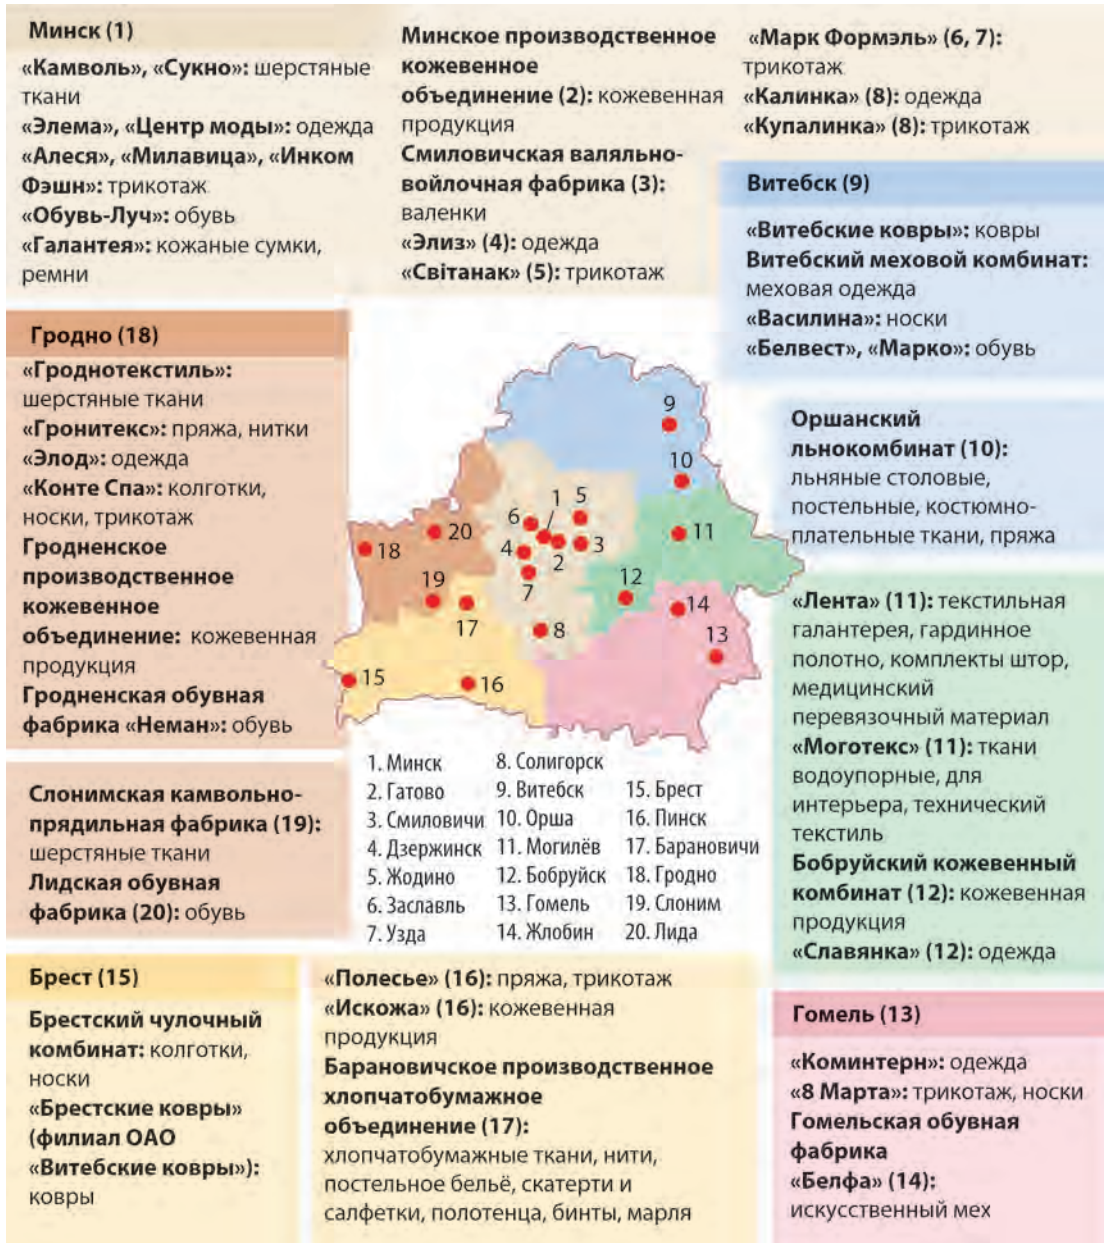 Минск (1)
«Камволь», «Сукно»: шерстяные
ткани
«Элема», «Центр моды»: одежда
«Алеся», «Милавица», «Инком
Фэшн»: трикотаж
«Обувь-Луч»: обувь
«Галантея»: кожаные сумки,
ремни
Минское производственное
кожевенное
объединение (2): кожевенная
продукция
Смиловичская валяльно-
войлочная фабрика (3):
валенки
«Элиз» (4): одежда
«Світанак» (5): трикотаж
«Марк Формэль» (6, 7):
трикотаж
«Калинка» (8): одежда
«Купалинка» (8): трикотаж
Витебск (9)
«Витебские ковры»: ковры
Витебский меховой комбинат:
меховая одежда
«Василина»: носки
«Белвест», «Марко»: обувь
Гродно (18)
«Гроднотекстиль»:
шерстяные ткани
«Гронитекс»: пряжа, нитки
«Элод»: одежда
«Конте Спа»: колготки,
носки, трикотаж
Гродненское
производственное
кожевенное
объединение: кожевенная
продукция
Гродненская обувная
фабрика «Неман»: обувь
9
10
5
1
6
20
11
18
4
3
2
19
12
7
14
17
8
13
15
16
Оршанский
льнокомбинат (10):
льняные столовые,
постельные, костюмно-
плательные ткани, пряжа
«Лента» (11): текстильная
галантерея, гардинное
полотно, комплекты штор,
медицинский
перевязочный материал
«Моготекс» (11): ткани
водоупорные, для
интерьера, технический
текстиль
Бобруйский кожевенный
комбинат (12): кожевенная
продукция
«Славянка» (12): одежда
Слонимская камвольно-
прядильная фабрика (19):
шерстяные ткани
Лидская обувная
фабрика (20): обувь
1. Минск
2. Гатово
3. Смиловичи
4. Дзержинск
5. Жодино
6. Заславль
7. Узда
8. Солигорск
9. Витебск
10. Орша
11. Могилёв
12. Бобруйск
13. Гомель
14. Жлобин
15. Брест
16. Пинск
17. Барановичи
18. Гродно
19. Слоним
20. Лида
Брест (15)
Брестский чулочный
комбинат: колготки,
носки
«Брестские ковры»
(филиал ОАО
«Витебские ковры»):
ковры
«Полесье» (16): пряжа, трикотаж
«Искожа» (16): кожевенная
продукция
Барановичское производственное
хлопчатобумажное
объединение (17):
хлопчатобумажные ткани, нити,
постельное бельё, скатерти и
салфетки, полотенца, бинты, марля
Гомель (13)
«Коминтерн»: одежда
«8 Марта»: трикотаж, носки
Гомельская обувная
фабрика
«Белфа» (14):
искусственный мех